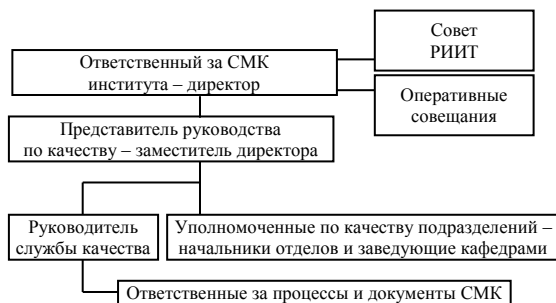 Совет
РИИТ
Ответственный за СМК
института – директор
Оперативные
совещания
Представитель руководства
по качеству – заместитель директора
Руководитель
службы качества
Уполномоченные по качеству подразделений –
начальники отделов и заведующие кафедрами
Ответственные за процессы и документы СМК